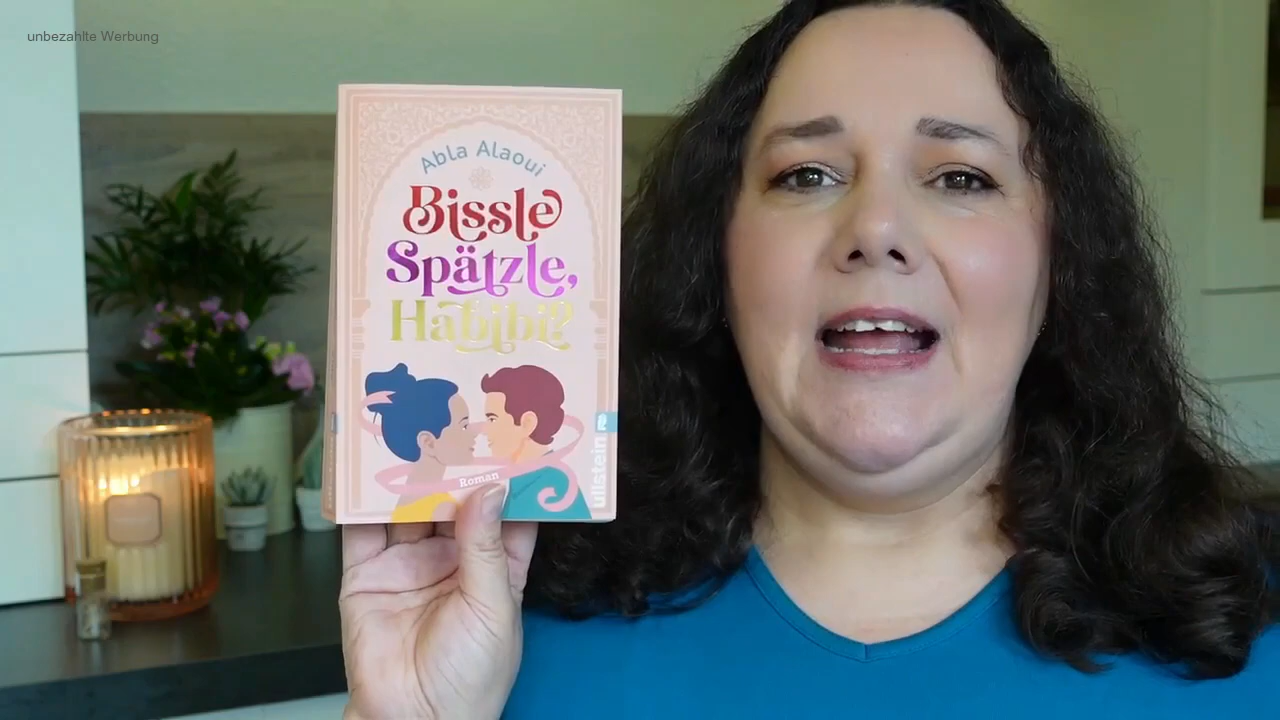 unbezahlte Werbung
Abla Alaoui
Bissle
Spätzle,
Habibi?
Roman
ullstein